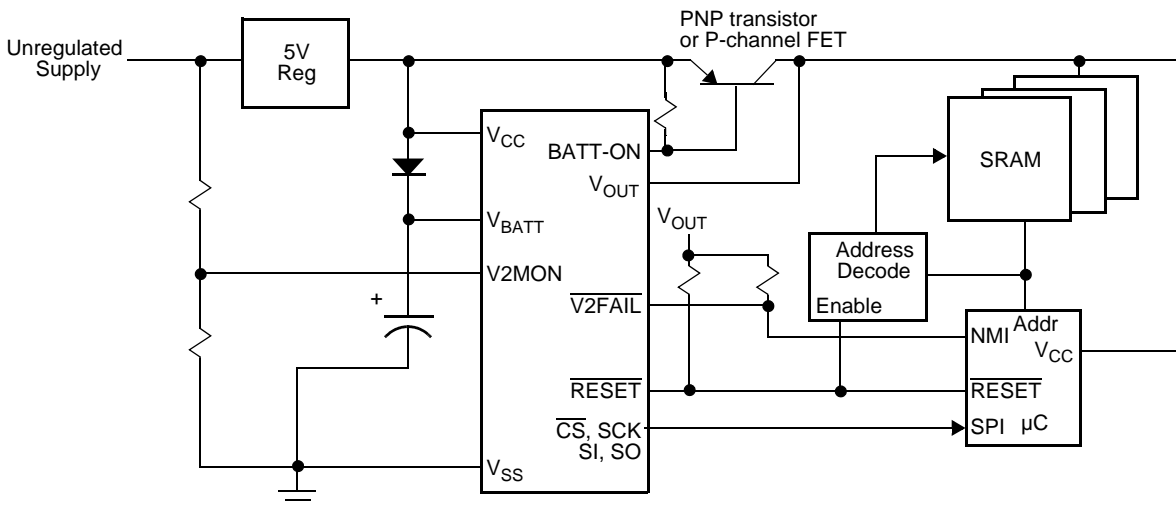 PNP transistor
or P-channel FET
Unregulated
Supply
5V
Reg
VCC
BATT-ON
VOUT
SRAM
VBATT
VOUT
Address
Decode
V2MON
+
V2FAIL
Enable
NMI
Addr
VCC
RESET
RESET
CS, SCK
SI, SO
SPI
µC
VSS